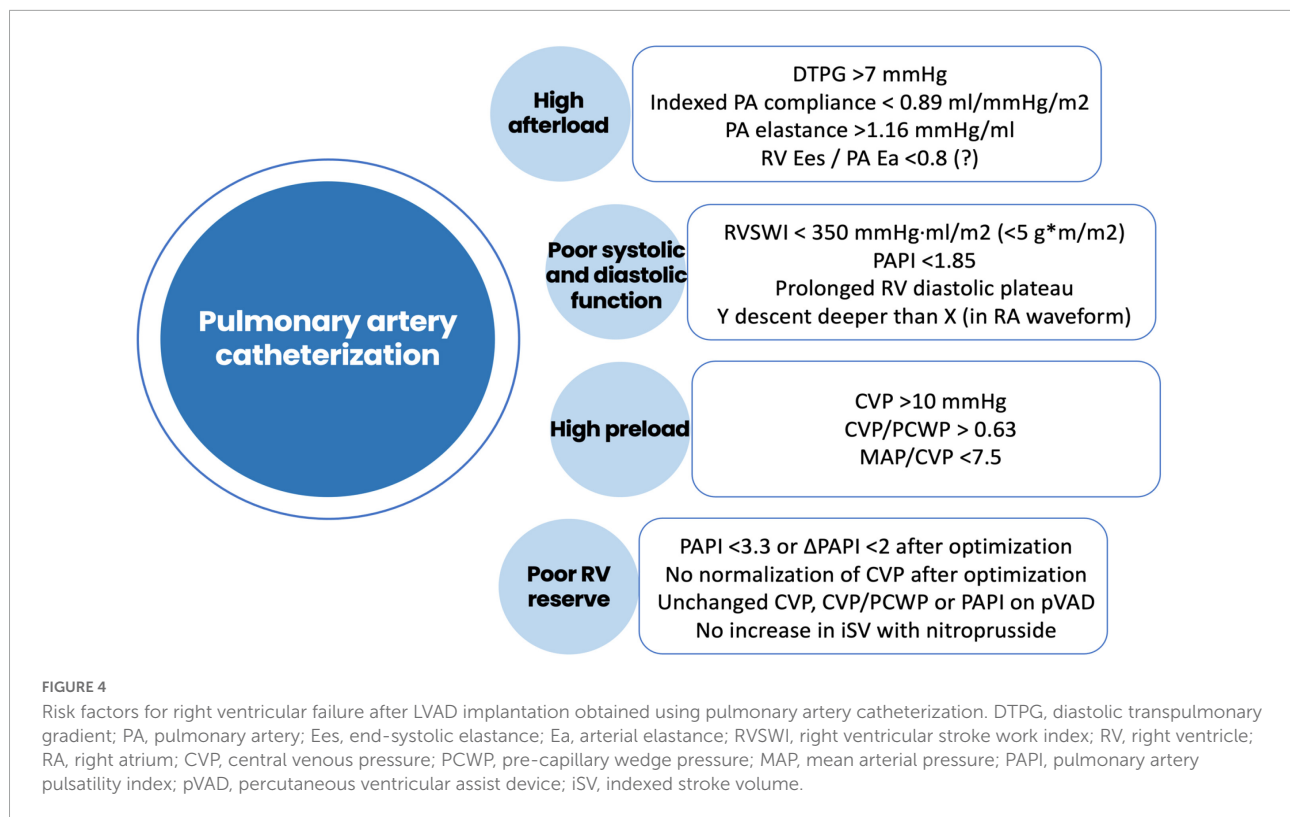 Pulmonary artery
catheterization
High
afterload
DTPG >7 mmHg
Indexed PA compliance < 0.89 ml/mmHg/m2
PA elastance >1.16 mmHg/ml
RV Ees / PA Ea <0.8 (?)
Poor systolic
and diastolic
function
RVSWI < 350 mmHg·ml/m2 (<5 g*m/m2)
PAPI <1.85
Prolonged RV diastolic plateau
Y descent deeper than X (in RA waveform)
High preload
CVP >10 mmHg
CVP/PCWP > 0.63
MAP/CVP <7.5
Poor RV
reserve
PAPI <3.3 or ΔPAPI <2 after optimization
No normalization of CVP after optimization
Unchanged CVP, CVP/PCWP or PAPI on pVAD
No increase in iSV with nitroprusside
FIGURE 4
Risk factors for right ventricular failure after LVAD implantation obtained using pulmonary artery catheterization. DTPG, diastolic transpulmonary
gradient; PA, pulmonary artery; Ees, end-systolic elastance; Ea, arterial elastance; RVSWI, right ventricular stroke work index; RV, right ventricle;
RA, right atrium; CVP, central venous pressure; PCWP, pre-capillary wedge pressure; MAP, mean arterial pressure; PAPI, pulmonary artery
pulsatility index; pVAD, percutaneous ventricular assist device; iSV, indexed stroke volume.